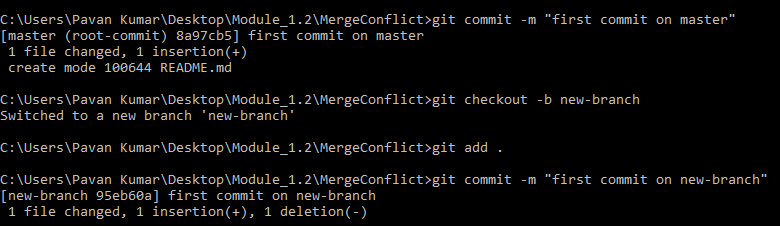 C:\Users\Pavan Kumar\Desktop\Module_1.2\MergeConflict>git commit -m "first commit on master"
[master (root-commit) 8a97cb5] first commit on master
 1 file changed, 1 insertion(+)
 create mode 100644 README.md
C:\Users\Pavan Kumar\Desktop\Module_1.2\MergeConflict>git checkout -b new-branch
Switched to a new branch 'new-branch'
C:\Users\Pavan Kumar\Desktop\Module_1.2\MergeConflict>git add .
C:\Users\Pavan Kumar\Desktop\Module_1.2\MergeConflict>git commit -m "first commit on new-branch"
[new-branch 95eb60a] first commit on new-branch
 1 file changed, 1 insertion(+), 1 deletion(-)